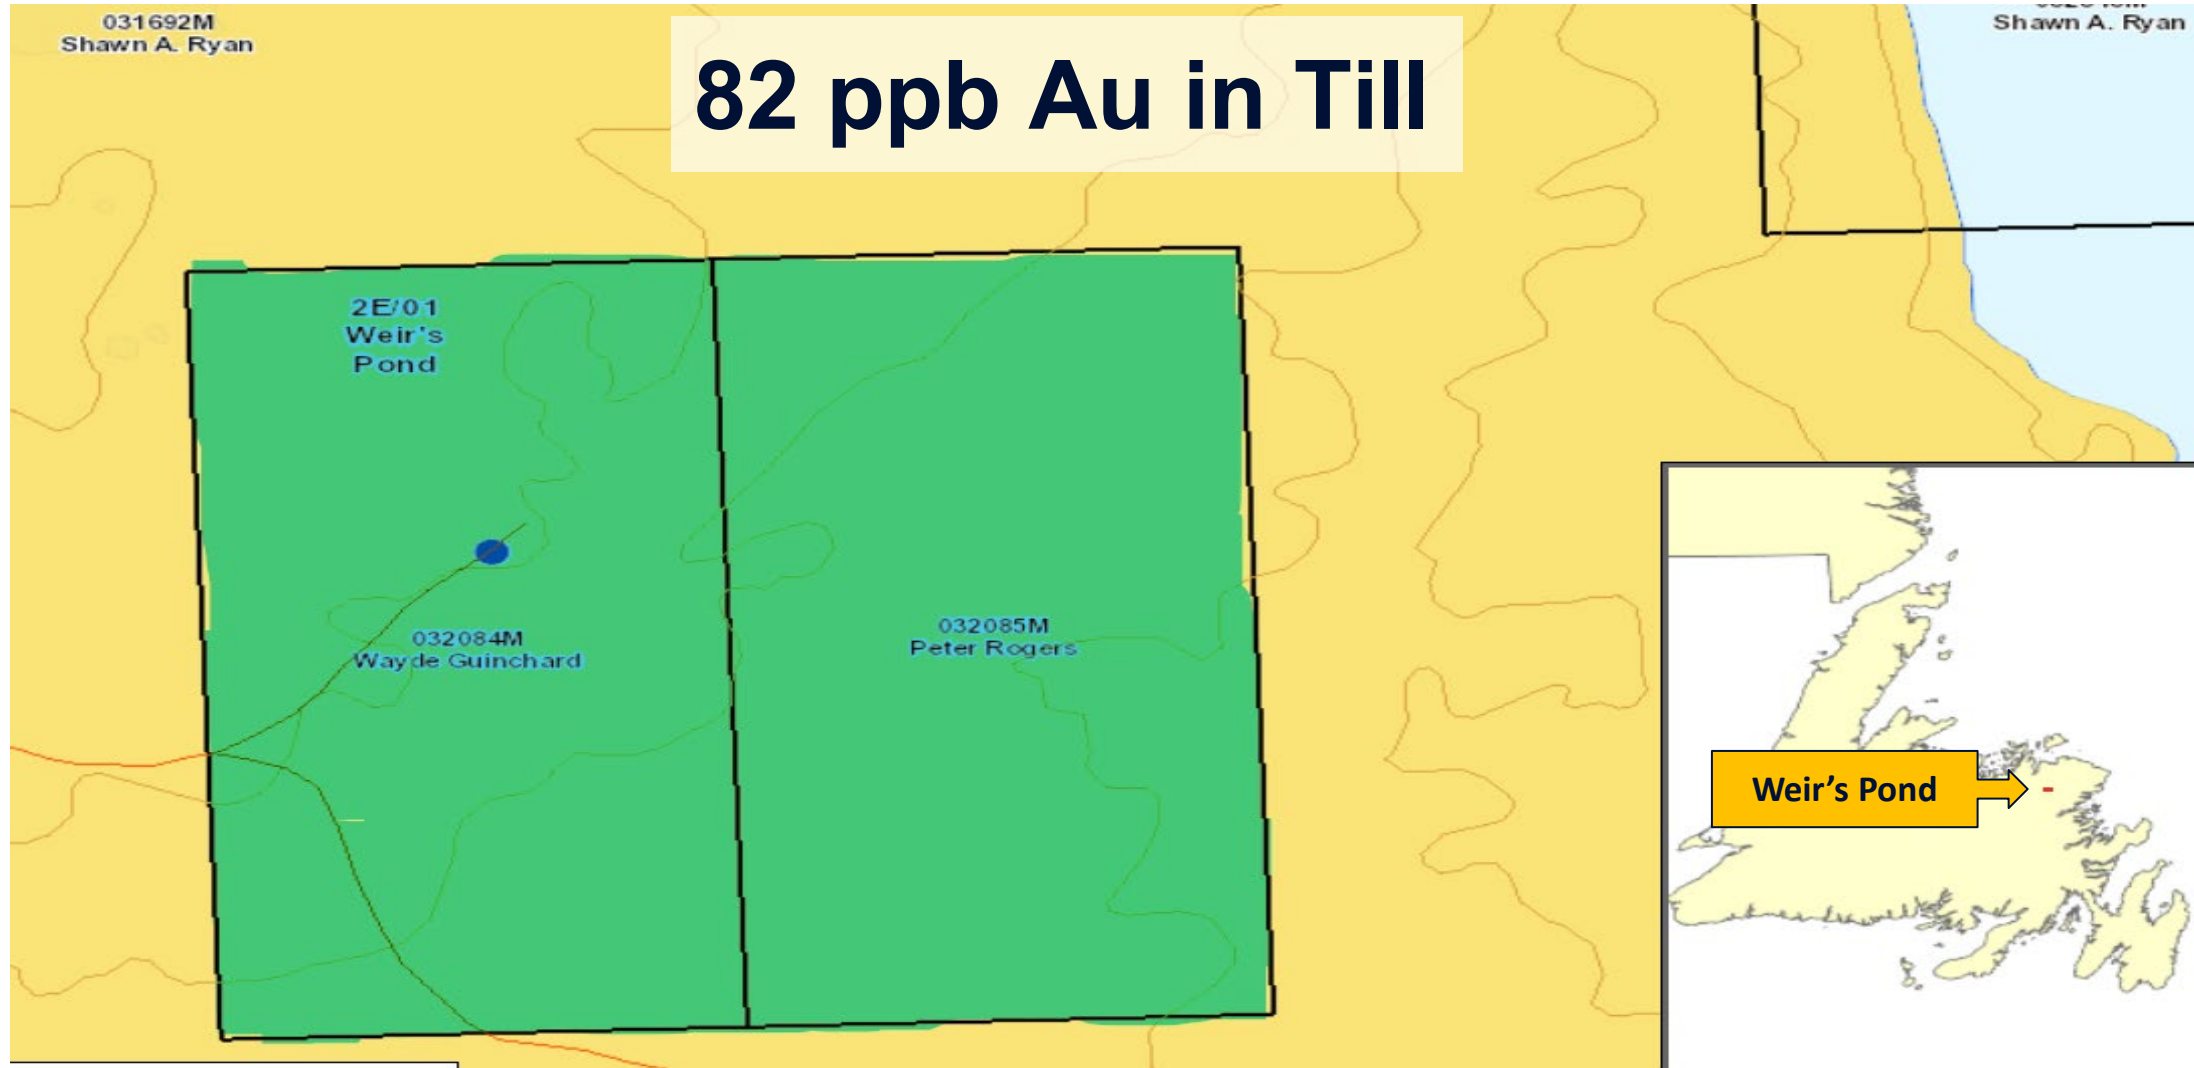 031692M
Shawn A. Ryan
82 ppb Au in Till
Shawn A. Ryan
2E/01
Weir's
Pond
032084M
Wayde Guinchard
032085M
Peter Rogers
Weir’s Pond